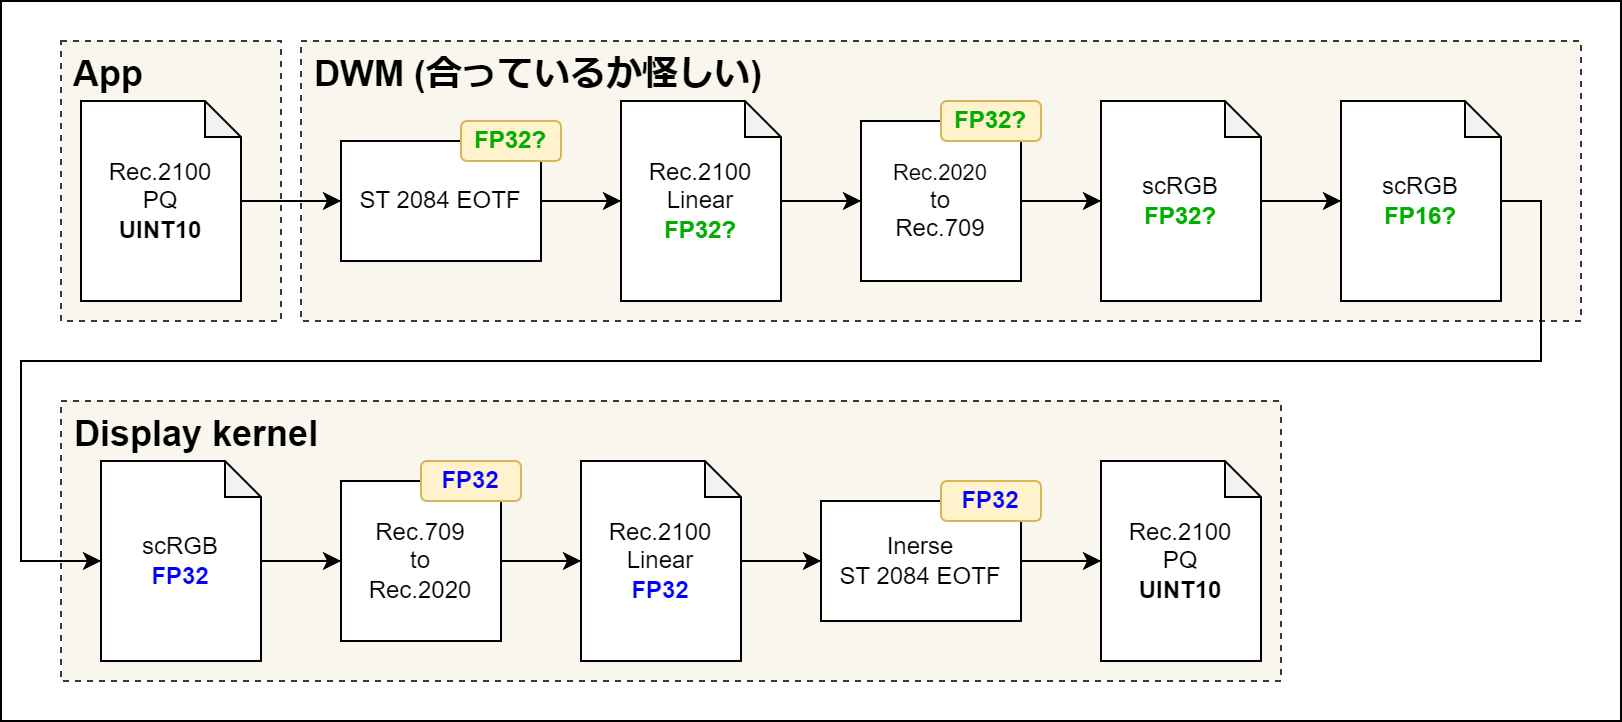 App
Rec.2100
PQ
UINT10
DWM (合っているか怪しい)
FP32?
ST 2084 EOTF
Rec.2100
Linear
FP32?
FP32?
Rec.2020
to
Rec.709
scRGB
FP32?
scRGB
FP16?
Display kernel
scRGB
FP32
FP32
Rec.709
to
Rec.2020
Rec.2100
Linear
FP32
FP32
Inerse
ST 2084 EOTF
Rec.2100
PQ
UINT10